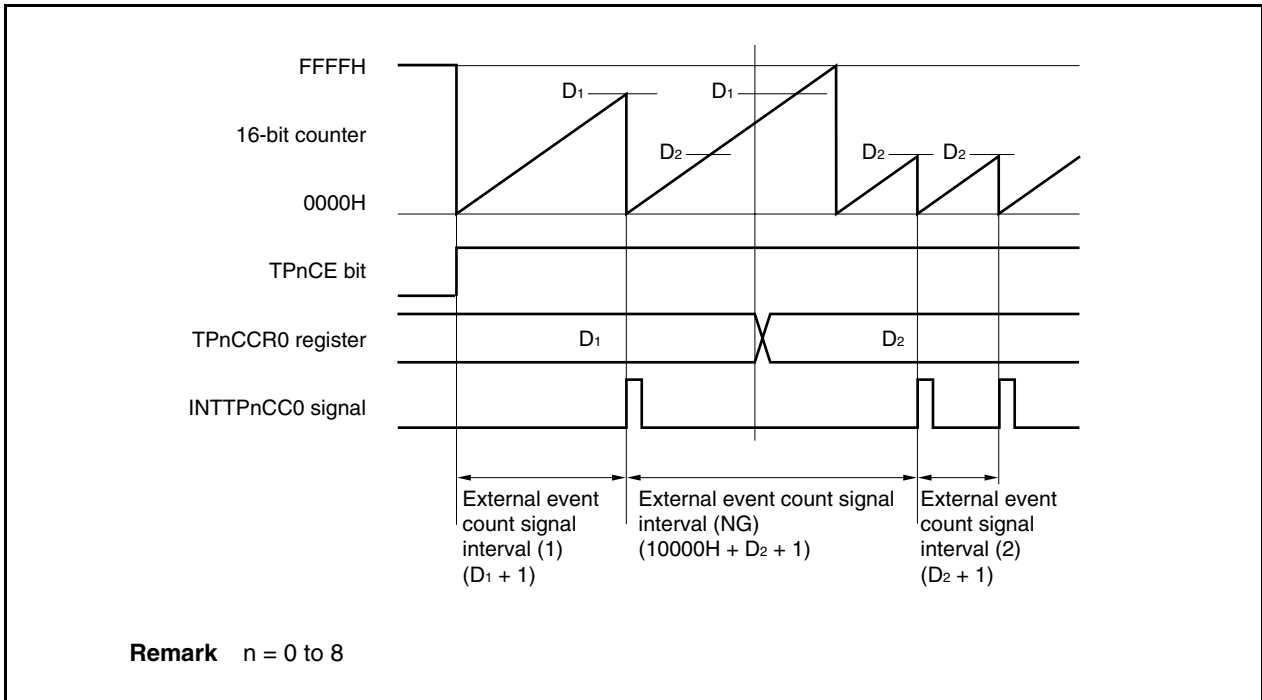 FFFFH
D1
D1
16-bit counter
D2
D2
D2
0000H
TPnCE bit
TPnCCR0 register
D1
D2
INTTPnCC0 signal
External event
count signal
interval (1)
(D1 + 1)
External event count signal
interval (NG)
(10000H + D2 + 1)
External event
count signal
interval (2)
(D2 + 1)
Remark n = 0 to 8